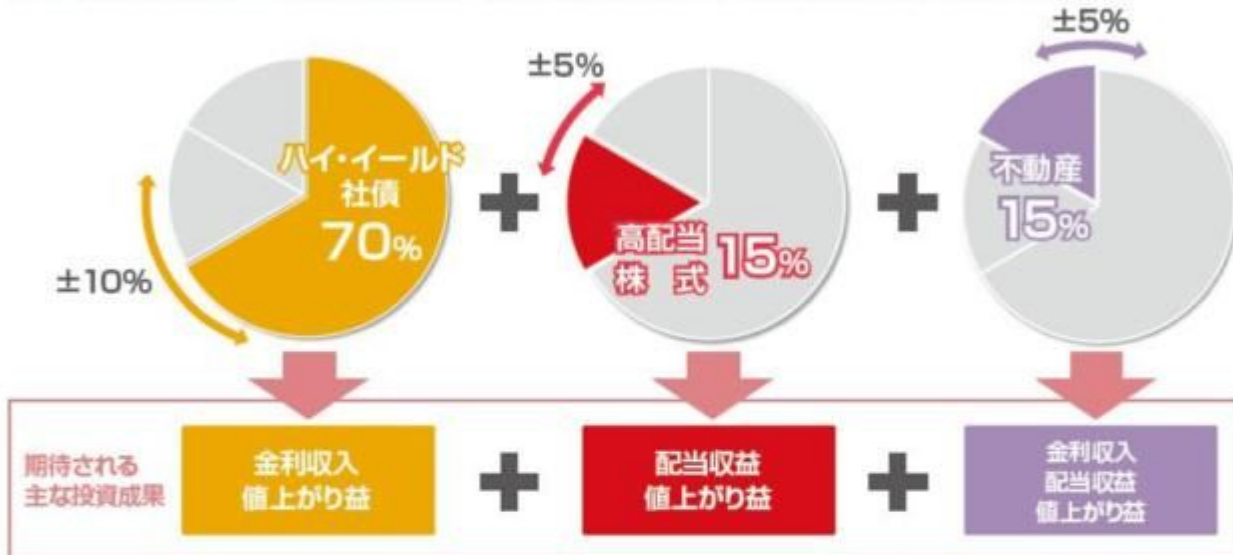 ±5%
±5%
ハイ・イールド
社債
70%
±10%
高配当
株 式
15%
不動産
15%
期待される
主な投資成果
金利収入
値上がり益
配当収益
値上がり益
金利収入
配当収益
値上がり益